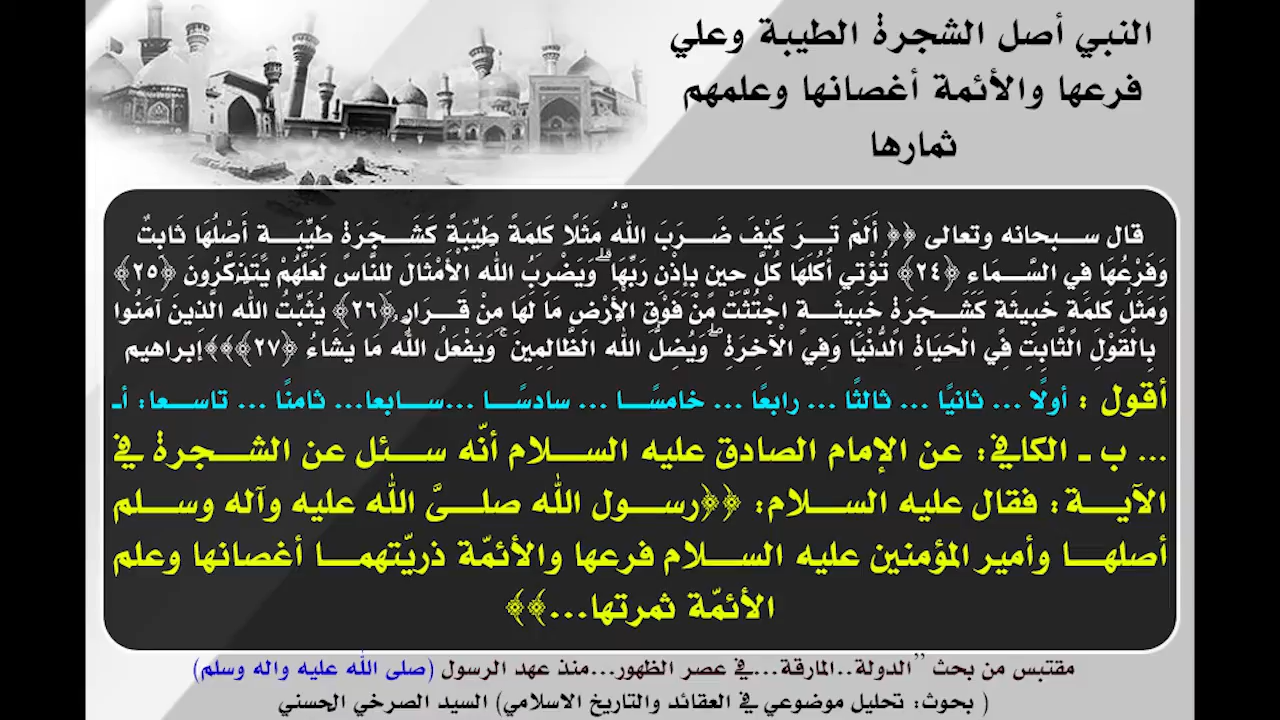 النبي أصل الشجرة الطيبة وعلي
فرعها والأئمة أغصانها وعلمهم
ثمارها
قال سبحانه وتعالى ﴿﴿ أَلَمْ تَرَ كَيْفَ ضَرَبَ اللَّهُ مَثَلًا كَلِمَةً طَيِّبَةً كَشَجَرَةٍ طَيِّبَةٍ أَصْلُهَا ثَابِتٌ
وَفَرْعُهَا فِي السَّمَاءِ ﴿٢٤﴾ تُؤْتِي أُكُلَهَا كُلَّ حِينٍ بِإِذْنِ رَبِّهَا ۗ وَيَضْرِبُ اللَّهُ الْأَمْثَالَ لِلنَّاسِ لَعَلَّهُمْ يَتَذَكَّرُونَ ﴿٢٥﴾
وَمَثَلُ كَلِمَةٍ خَبِيثَةٍ كَشَجَرَةٍ خَبِيثَةٍ اجْتُثَّتْ مِنْ فَوْقِ الْأَرْضِ مَا لَهَا مِنْ قَرَارٍ ﴿٢٦﴾ يُثَبِّتُ اللَّهُ الَّذِينَ آمَنُوا
بِالْقَوْلِ الثَّابِتِ فِي الْحَيَاةِ الدُّنْيَا وَفِي الْآخِرَةِ ۖ وَيُضِلُّ اللَّهُ الظَّالِمِينَ ۚ وَيَفْعَلُ اللَّهُ مَا يَشَاءُ ﴿٢٧﴾﴾﴾إبراهيم
أقول : أولًا ... ثانيًا ... ثالثًا ... رابعًا ... خامسًا ... سادسًا ...سابعا... ثامنًا ... تاسعا: أـ
... ب ـ الكافي: عن الإمام الصادق عليه السلام أنّه سئل عن الشجرة في
الآية: فقال عليه السلام: ﴿﴿رسول الله صلىَّ الله عليه وآله وسلم
أصلها وأمير المؤمنين عليه السلام فرعها والأئمّة ذريّتهما أغصانها وعلم
الأئمّة ثمرتها...﴾﴾
مقتبس من بحث ”الدولة..المارقة...في عصر الظهور...منذ عهد الرسول (صلى الله عليه واله وسلم)
( بحوث: تحليل موضوعي في العقائد والتاريخ الاسلامي) السيد الصرخي الحسني